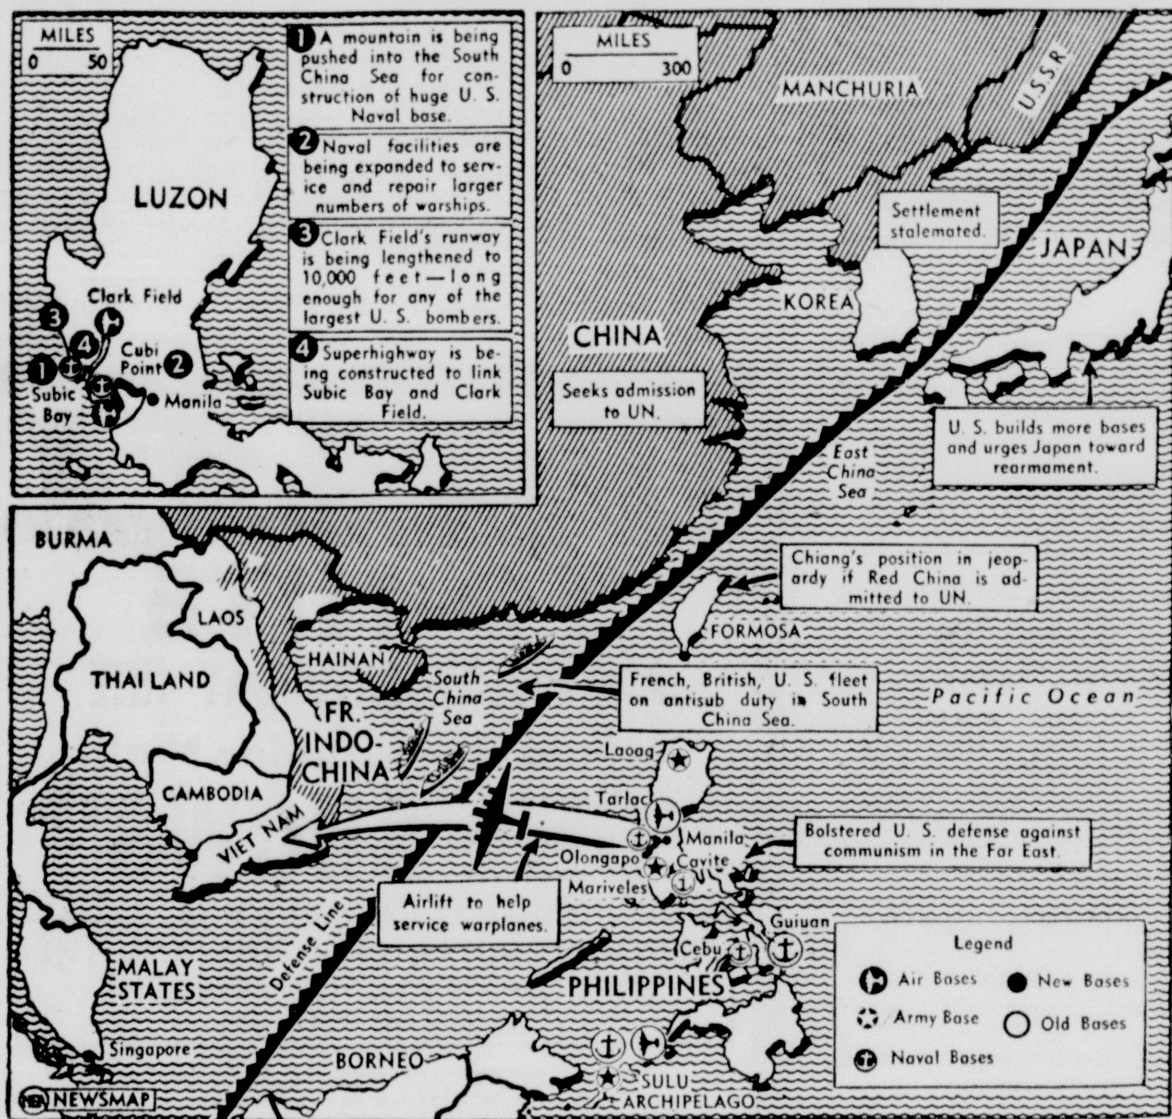 MILES
0 50
1 A mountain is being
pushed into the South
China Sea for con-
struction of huge U. S.
Naval base.
2 Naval facilities are
being expanded to serv-
ice and repair larger
numbers of warships.
3 Clark Field's runway
is being lengthened to
10,000 feet—long
enough for any of the
largest U. S. bombers.
4 Superhighway is be-
ing constructed to link
Subic Bay and Clark
Field.
LUZON
Clark Field
3
4
Cubi
Point 2
1
Subic
Bay
Manila
MILES
0 300
MANCHURIA
U.S.S.R.
Settlement
stalemated.
JAPAN
KOREA
CHINA
Seeks admission
to UN.
U. S. builds more bases
and urges Japan toward
rearmament.
East
China
Sea
BURMA
LAOS
THAILAND
HAINAN
South
China
Sea
Chiang's position in jeop-
ardy if Red China is ad-
mitted to UN.
FORMOSA
French, British, U. S. fleet
on antisub duty in South
China Sea.
Pacific Ocean
FR.
INDO-
CHINA
CAMBODIA
VIET NAM
Laoag
Tarlac
Manila
Olongapo
Cavite
Mariveles
Bolstered U. S. defense against
communism in the Far East.
Airlift to help
service warplanes.
Defense Line
Guiuan
Cebu
PHILIPPINES
MALAY
STATES
Singapore
BORNEO
SULU
ARCHIPELAGO
Legend
Air Bases
New Bases
Army Base
Old Bases
Naval Bases
NEA NEWSMAP